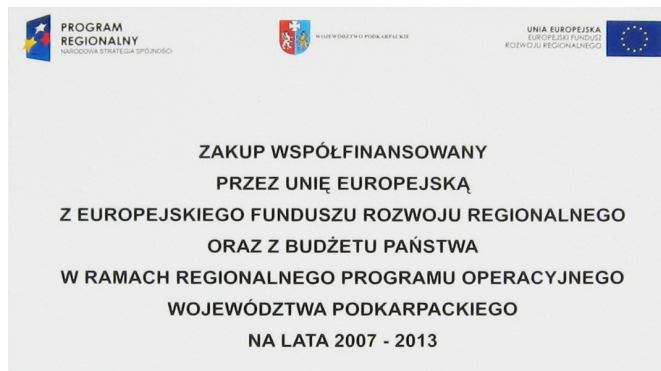 PROGRAM
REGIONALNY
NARODOWA STRATEGIA SPÓJNOŚCI
WOJEWÓDZTWO PODKARPACKIE
UNIA EUROPEJSKA
EUROPEJSKI FUNDUSZ
ROZWOJU REGIONALNEGO
ZAKUP WSPÓŁFINANSOWANY
PRZEZ UNIĘ EUROPEJSKĄ
Z EUROPEJSKIEGO FUNDUSZU ROZWOJU REGIONALNEGO
ORAZ Z BUDŻETU PAŃSTWA
W RAMACH REGIONALNEGO PROGRAMU OPERACYJNEGO
WOJEWÓDZTWA PODKARPACKIEGO
NA LATA 2007 - 2013